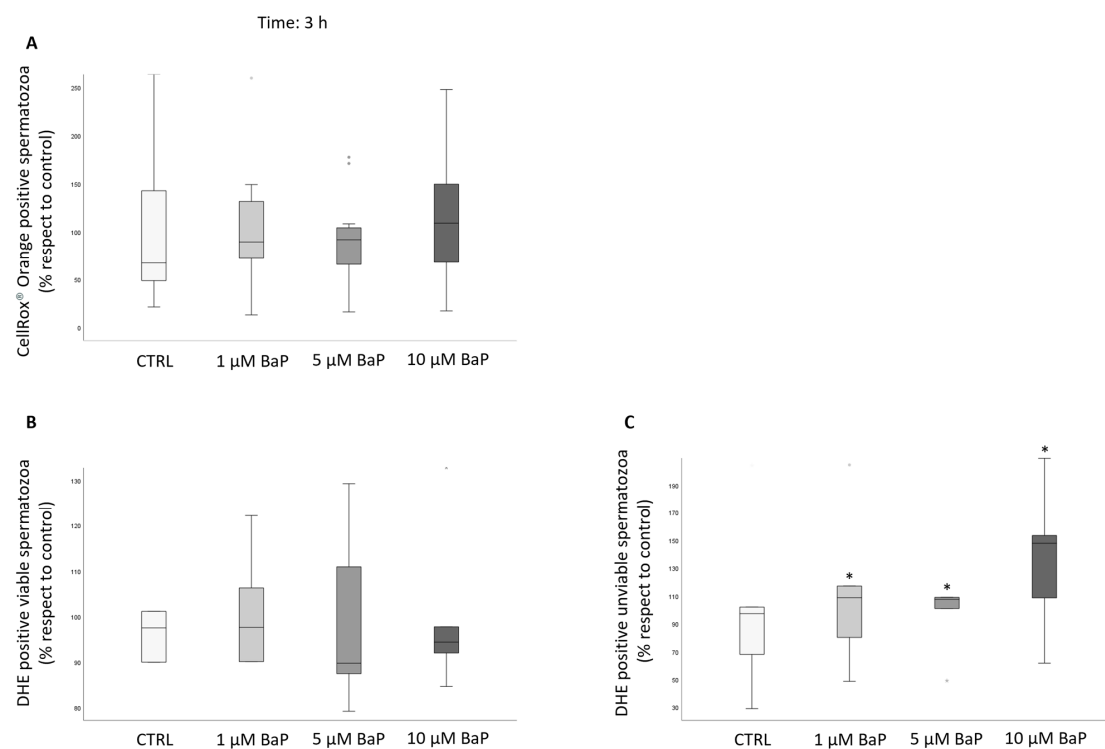 Time: 3 h
A
CellRox® Orange positive spermatozoa
(% respect to control)
250
200
150
100
50
0
CTRL 1 µM BaP 5 µM BaP 10 µM BaP
B
DHE positive viable spermatozoa
(% respect to control)
130
120
110
100
90
80
CTRL 1 µM BaP 5 µM BaP 10 µM BaP
C
DHE positive unviable spermatozoa
(% respect to control)
190
170
150
130
110
90
70
50
30
* * *
CTRL 1 µM BaP 5 µM BaP 10 µM BaP